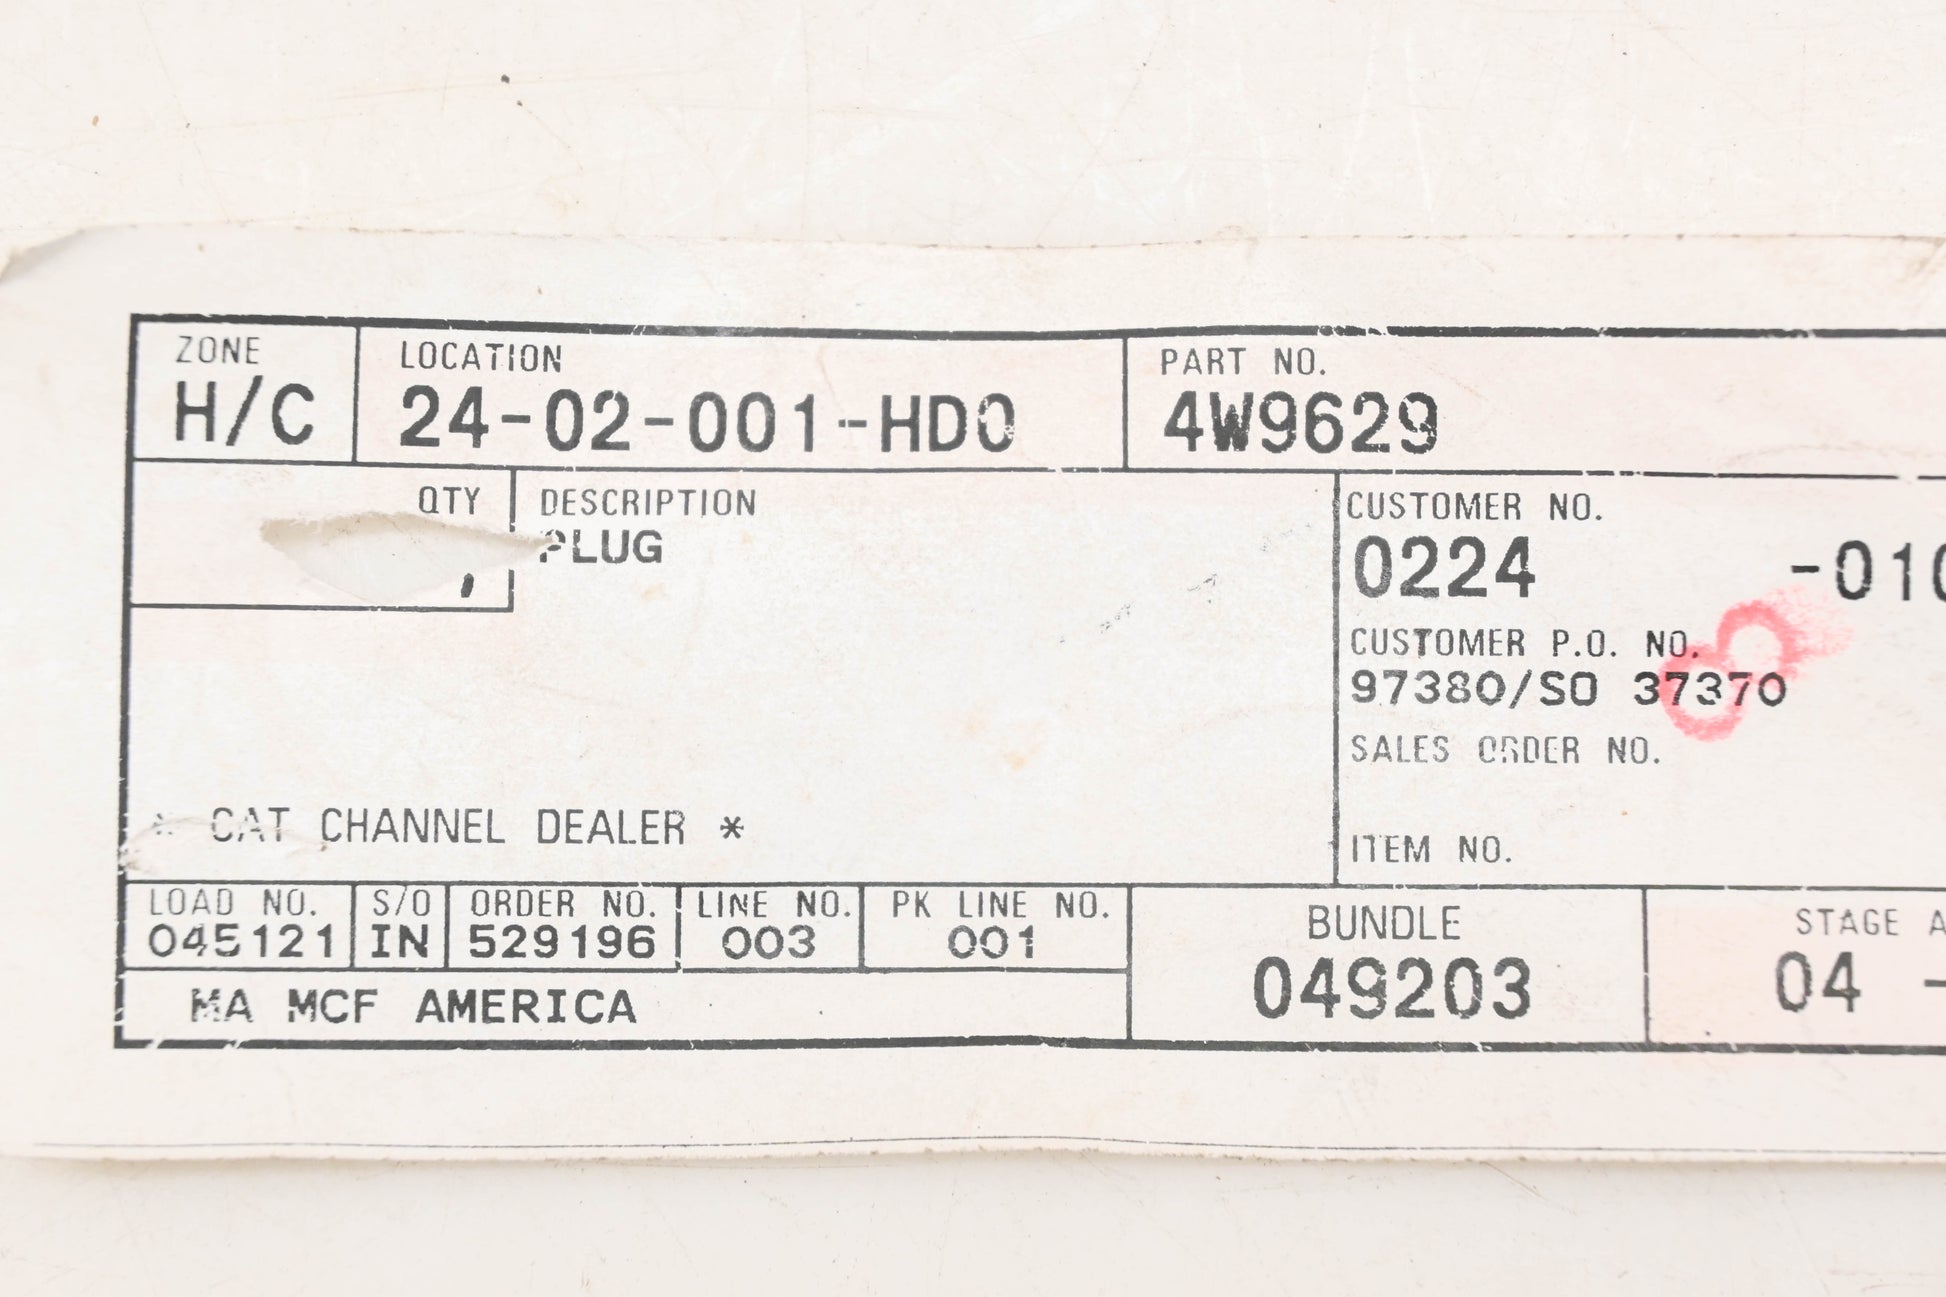 ZONE LOCATION PART NO.
H/C 24-02-001-HD0 4W9629
QTY DESCRIPTION CUSTOMER NO.
PLUG 0224 -010
CUSTOMER P.O. NO.
97380/SO 37370
SALES ORDER NO.
* CAT CHANNEL DEALER *
ITEM NO.
LOAD NO. S/O ORDER NO. LINE NO. PK LINE NO. BUNDLE STAGE A
045121 IN 529196 003 001 049203 04 -
MA MCF AMERICA